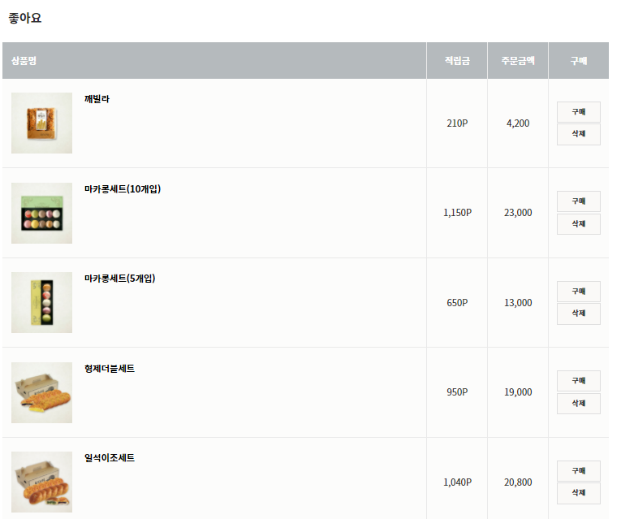 좋아요
상품명 적립금 주문금액 구매
깨빌라 210P 4,200 구매
삭제
마카롱세트(10개입) 1,150P 23,000 구매
삭제
마카롱세트(5개입) 650P 13,000 구매
삭제
형제더블세트 950P 19,000 구매
삭제
일석이조세트 1,040P 20,800 구매
삭제